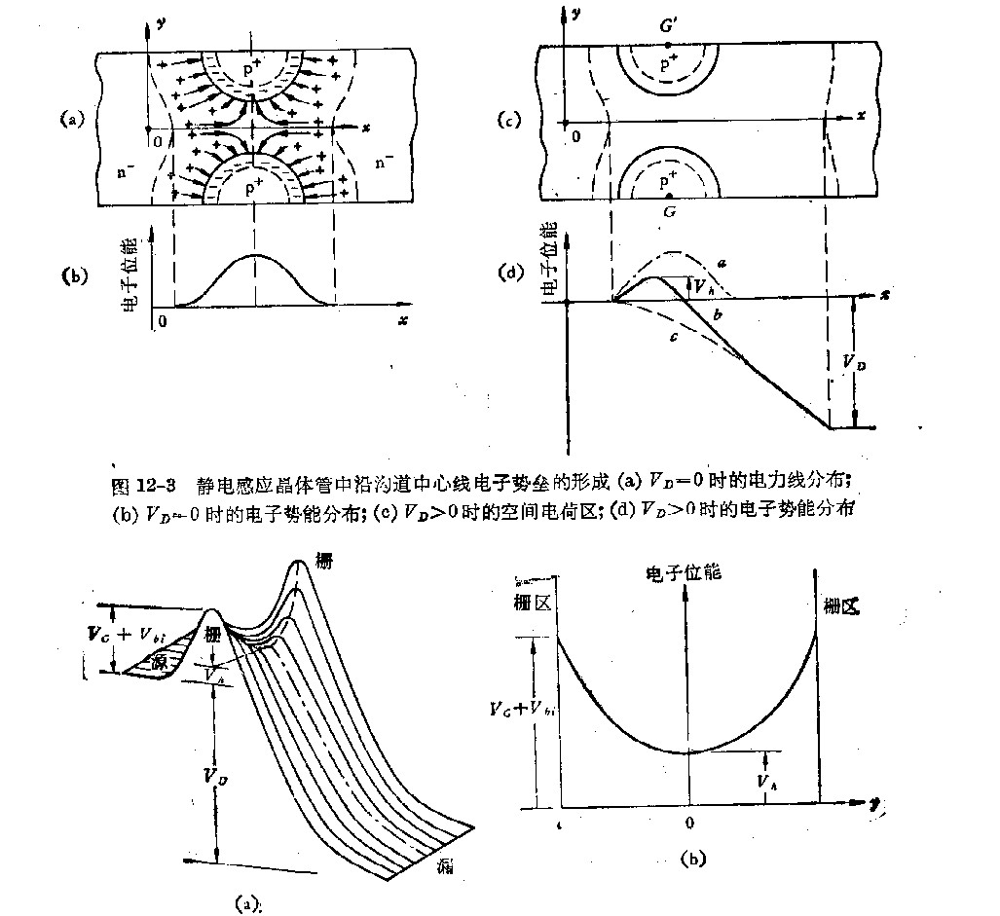 y
G′
y
p⁺
p⁺
(a)
x
(c)
x
0
0
n⁻
n⁻
p⁺
p⁺
G
电子位能
电子位能
(b)
(d)
a
V_h
x
b
c
0
x
V_D
图 12-3 静电感应晶体管中沿沟道中心线电子势垒的形成 (a) V_D=0 时的电力线分布;
(b) V_D=0 时的电子势能分布; (c) V_D>0 时的空间电荷区; (d) V_D>0 时的电子势能分布
栅
V_G + V_bi
栅
源
V_h
V_D
漏
(a)
电子位能
栅区
栅区
V_G+V_bi
V_h
y
0
(b)